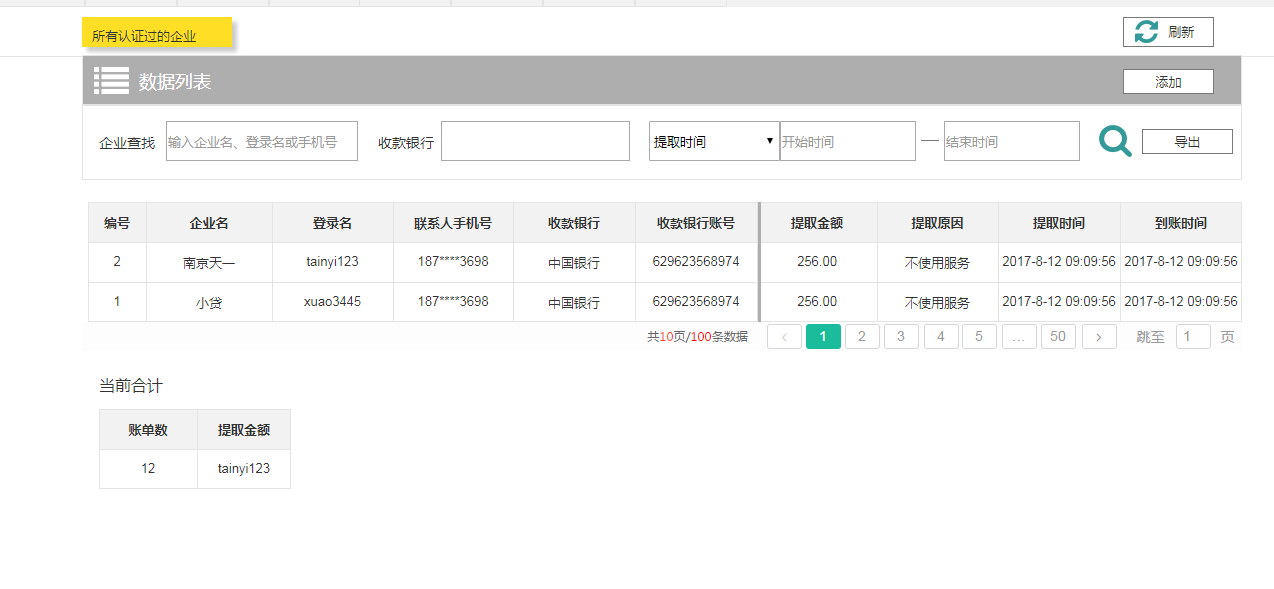 所有认证过的企业
刷新
数据列表
添加
企业查找 输入企业名、登录名或手机号 收款银行 提取时间 开始时间 — 结束时间 导出
编号 企业名 登录名 联系人手机号 收款银行 收款银行账号 提取金额 提取原因 提取时间 到账时间
2 南京天一 tainyi123 187****3698 中国银行 629623568974 256.00 不使用服务 2017-8-12 09:09:56 2017-8-12 09:09:56
1 小贷 xuao3445 187****3698 中国银行 629623568974 256.00 不使用服务 2017-8-12 09:09:56 2017-8-12 09:09:56
共10页/100条数据 < 1 2 3 4 5 ... 50 > 跳至 1 页
当前合计
账单数 提取金额
12 tainyi123